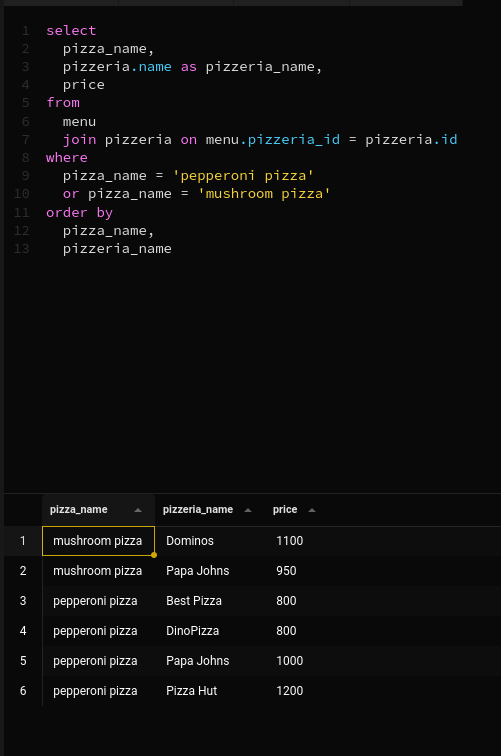 1 select
2 pizza_name,
3 pizzeria.name as pizzeria_name,
4 price
5 from
6 menu
7 join pizzeria on menu.pizzeria_id = pizzeria.id
8 where
9 pizza_name = 'pepperoni pizza'
10 or pizza_name = 'mushroom pizza'
11 order by
12 pizza_name,
13 pizzeria_name
pizza_name pizzeria_name price
1 mushroom pizza Dominos 1100
2 mushroom pizza Papa Johns 950
3 pepperoni pizza Best Pizza 800
4 pepperoni pizza DinoPizza 800
5 pepperoni pizza Papa Johns 1000
6 pepperoni pizza Pizza Hut 1200